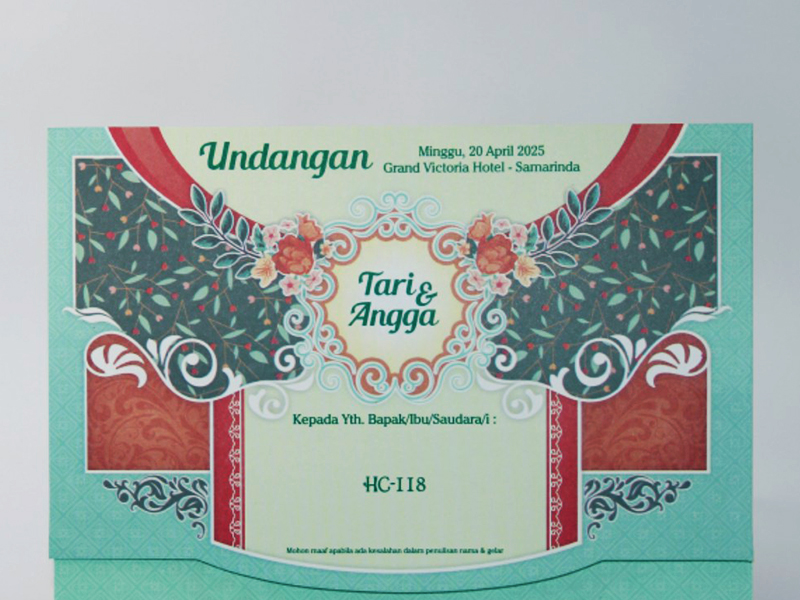 Undangan
Minggu, 20 April 2025
Grand Victoria Hotel - Samarinda
Tari &
Angga
Kepada Yth. Bapak/Ibu/Saudara/i :
HC-118
Mohon maaf apabila ada kesalahan dalam penulisan nama & gelar